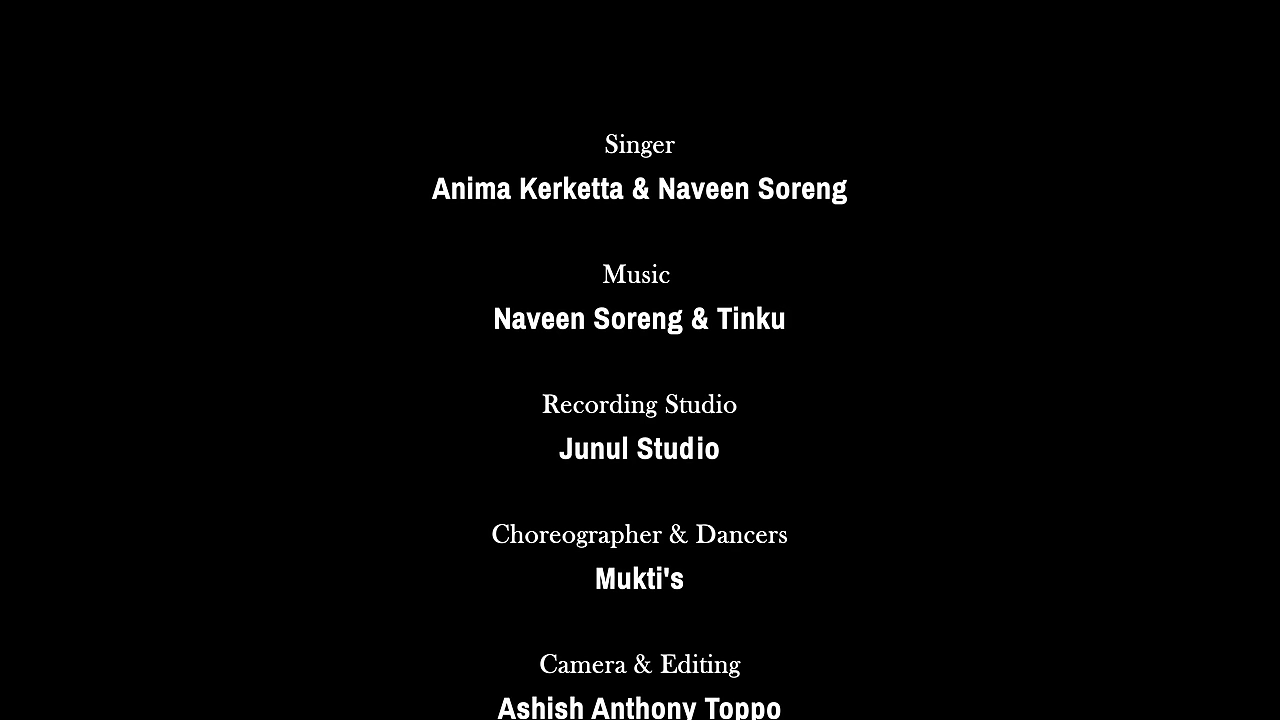 Singer
Anima Kerketta & Naveen Soreng
Music
Naveen Soreng & Tinku
Recording Studio
Junul Studio
Choreographer & Dancers
Mukti's
Camera & Editing
Ashish Anthony Toppo